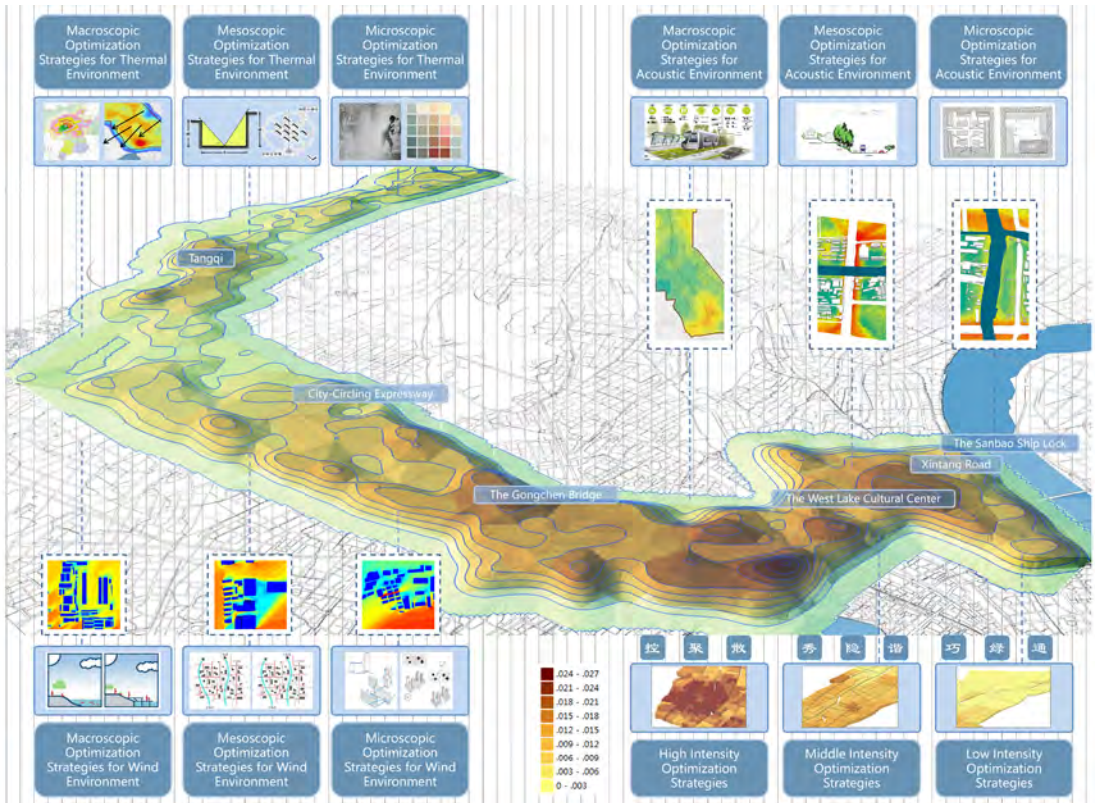 Macroscopic
Optimization
Strategies for Thermal
Environment
Mesoscopic
Optimization
Strategies for Thermal
Environment
Microscopic
Optimization
Strategies for Thermal
Environment
Macroscopic
Optimization
Strategies for
Acoustic Environment
Mesoscopic
Optimization
Strategies for
Acoustic Environment
Microscopic
Optimization
Strategies for
Acoustic Environment
Tangqi
City-Circling Expressway
The Gongchen Bridge
The Sanbao Ship Lock
Xintang Road
The West Lake Cultural Center
控 聚 散
秀 隐 谐
巧 绿 通
.024 - .027
.021 - .024
.018 - .021
.015 - .018
.012 - .015
.009 - .012
.006 - .009
.003 - .006
0 - .003
Macroscopic
Optimization
Strategies for Wind
Environment
Mesoscopic
Optimization
Strategies for Wind
Environment
Microscopic
Optimization
Strategies for Wind
Environment
High Intensity
Optimization
Strategies
Middle Intensity
Optimization
Strategies
Low Intensity
Optimization
Strategies